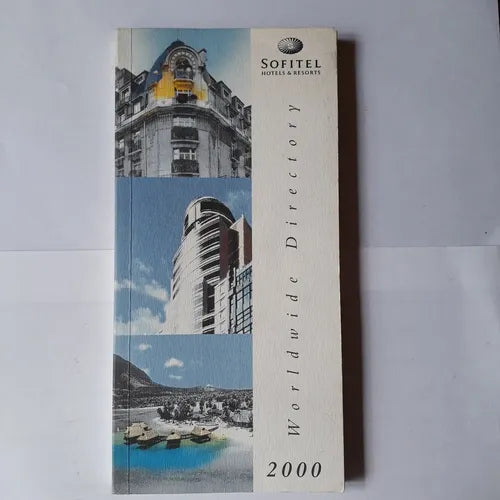 SOFITEL
HOTELS & RESORTS
Worldwide Directory
2000